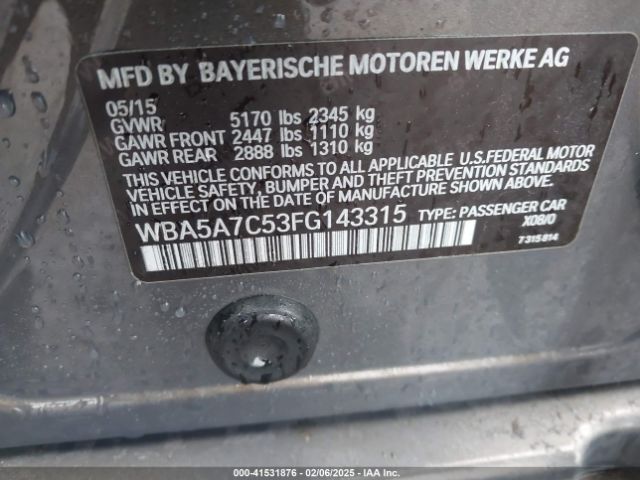 MFD BY BAYERISCHE MOTOREN WERKE AG
05/15
GVWR 5170 lbs 2345 kg
GAWR FRONT 2447 lbs 1110 kg
GAWR REAR 2888 lbs 1310 kg
THIS VEHICLE CONFORMS TO ALL APPLICABLE U.S.FEDERAL MOTOR
VEHICLE SAFETY, BUMPER, AND THEFT PREVENTION STANDARDS
IN EFFECT ON THE DATE OF MANUFACTURE SHOWN ABOVE.
WBA5A7C53FG143315 TYPE: PASSENGER CAR
X08/0
7315814
000-41531876 - 02/06/2025 - IAA Inc.